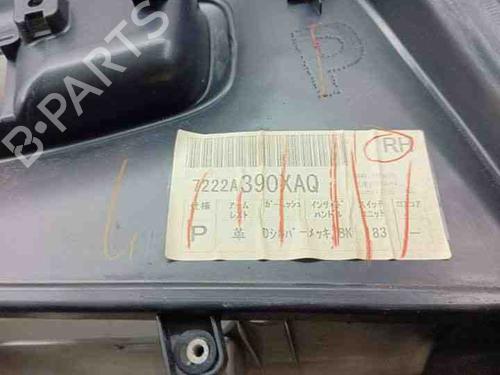 P
RH
7222A390XAQ
仕様 アーム ガーニッシュ インサイド スイッチ
レスト ハンドル ユニット
P 革 Dシルバー メッキ BK 83 -
B-PARTS